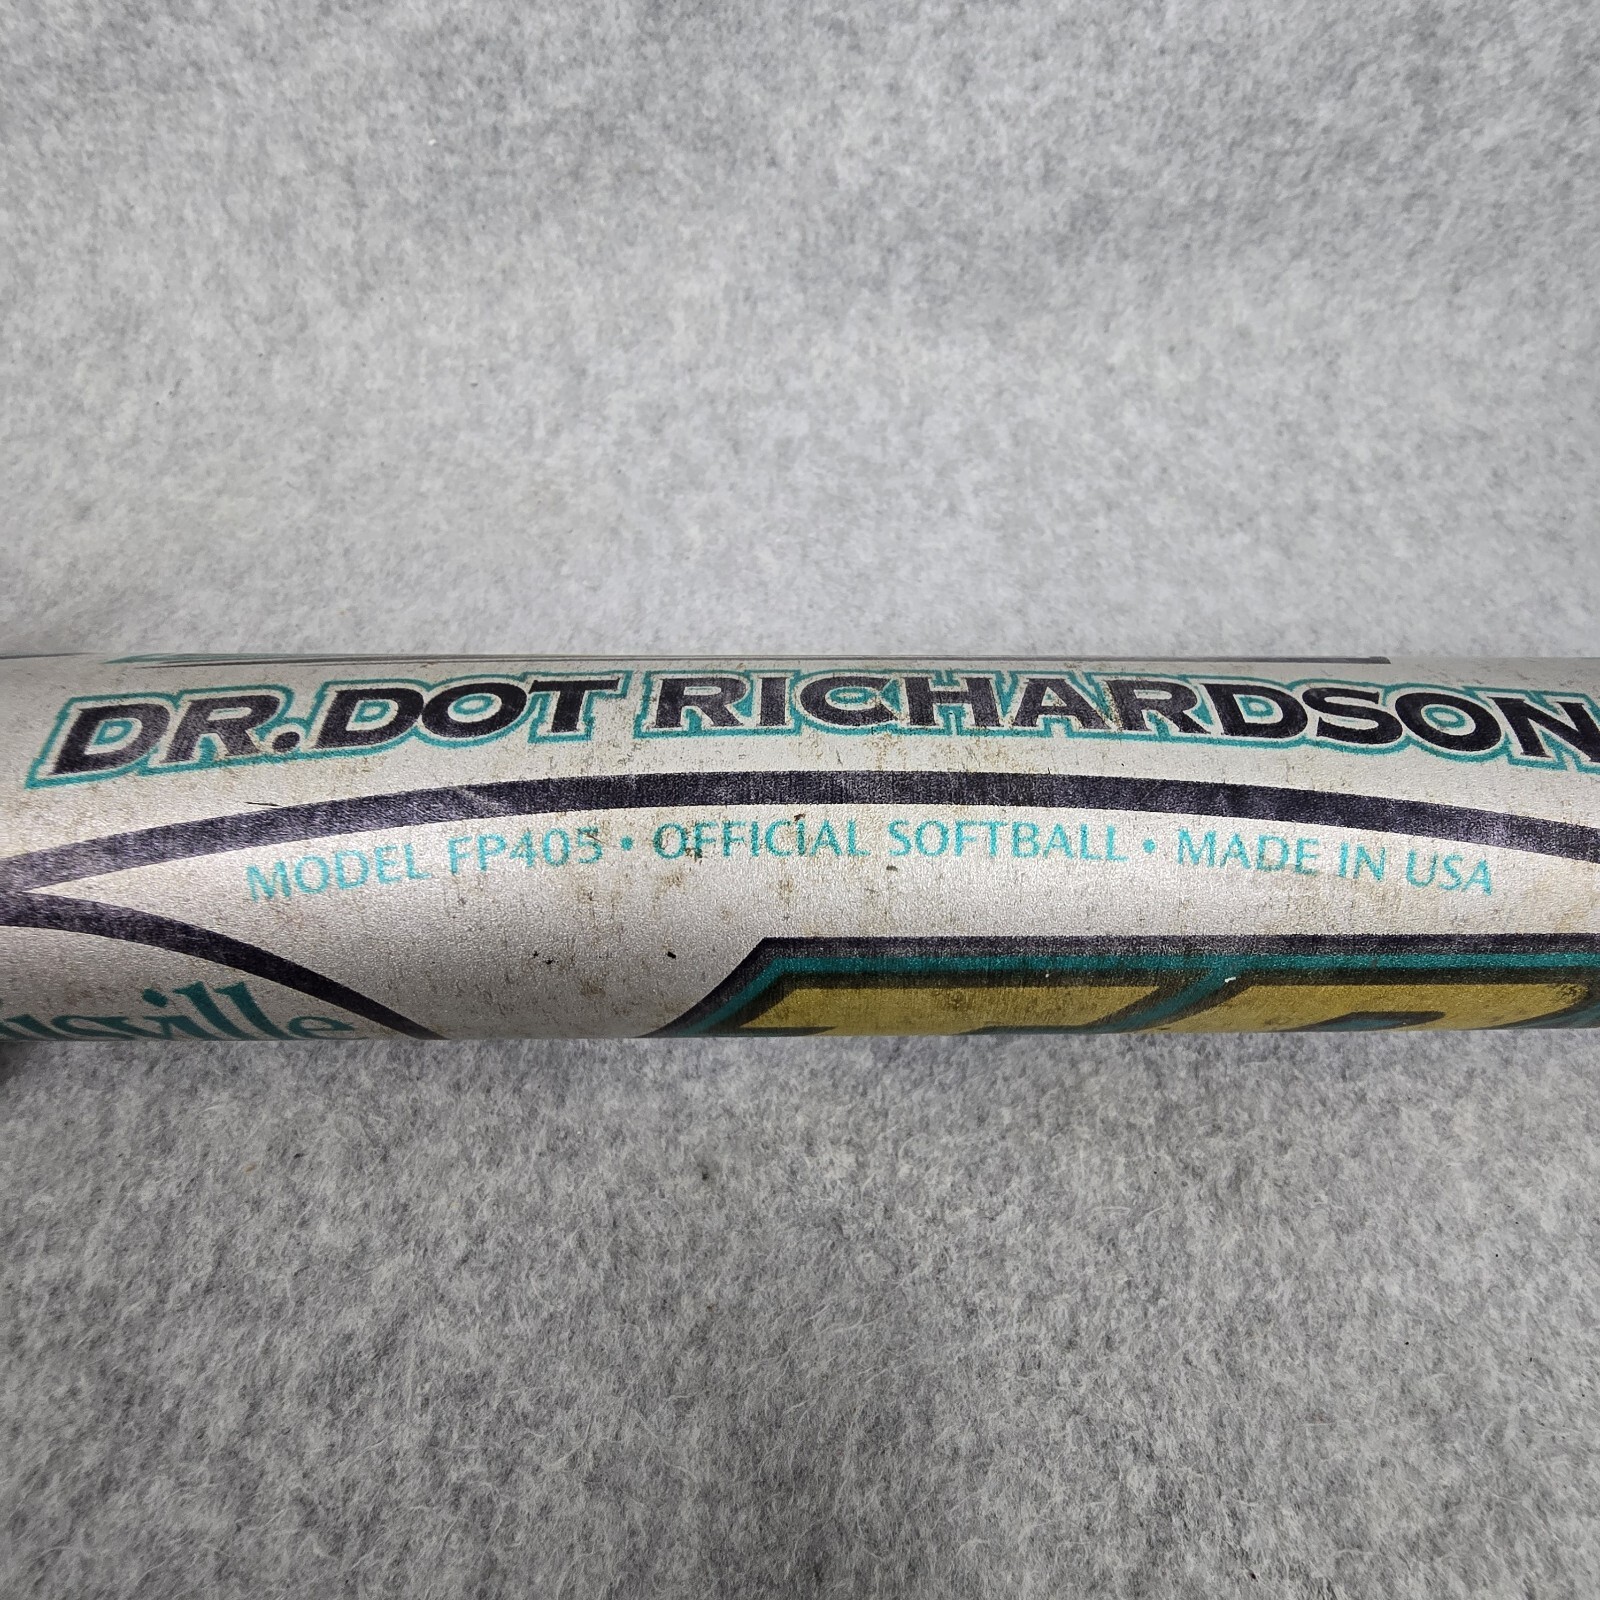 DR. DOT RICHARDSON
MODEL FP405 • OFFICIAL SOFTBALL • MADE IN USA